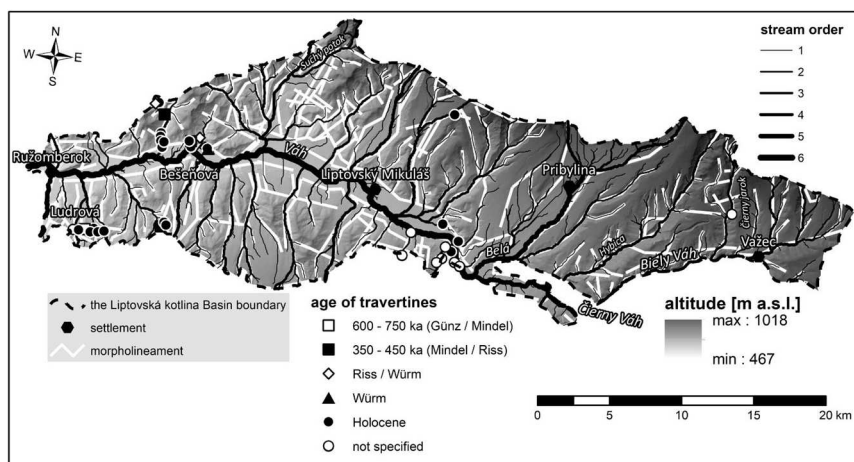 N
W E
S
stream order
1
2
3
4
5
6
Suchý potok
Ružomberok
Váh
Bešeňová
Liptovský Mikuláš
Pribylina
Ludrová
Čierny Jarok
Važec
Belá
Hybica
Biely Váh
Čierny Váh
the Liptovská kotlina Basin boundary
settlement
morpholineament
age of travertines
600 - 750 ka (Günz / Mindel)
350 - 450 ka (Mindel / Riss)
Riss / Würm
Würm
Holocene
not specified
altitude [m a.s.l.]
max : 1018
min : 467
0 5 10 15 20 km